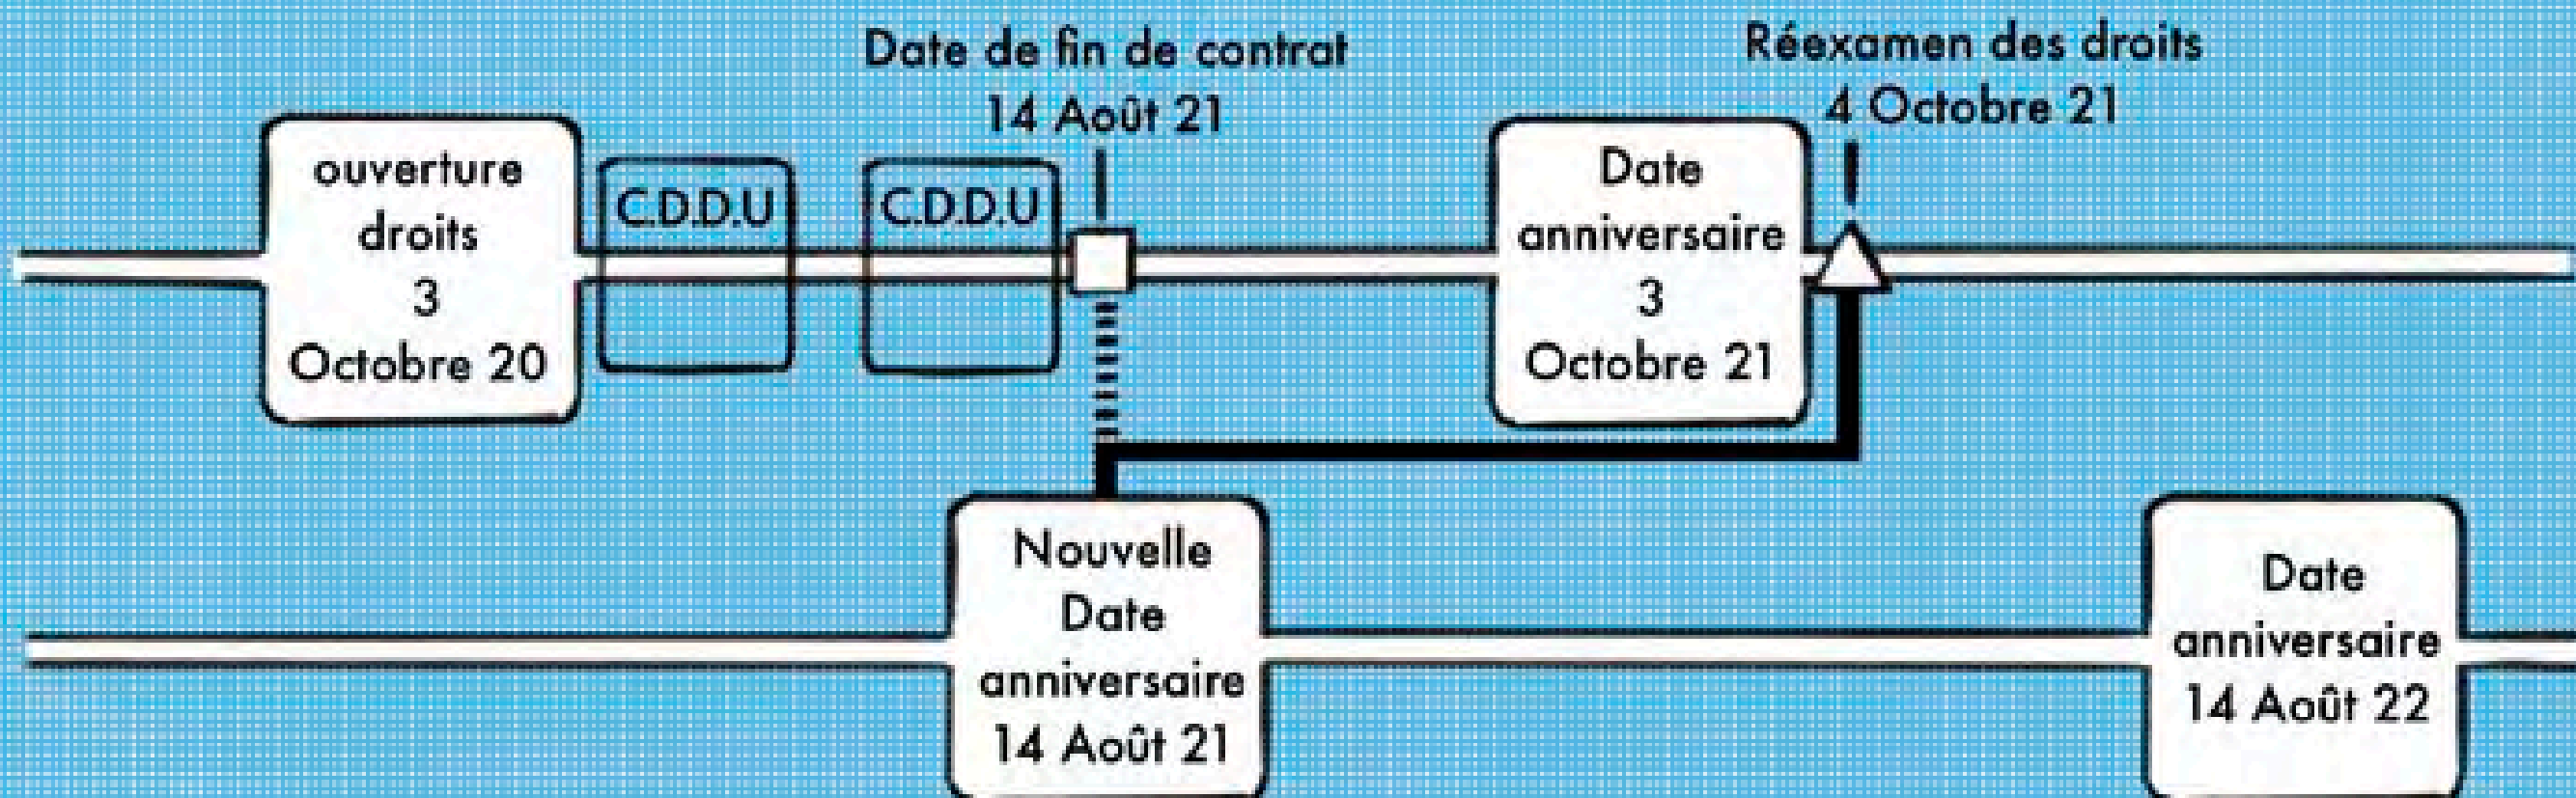 Date de fin de contrat
14 Août 21
Réexamen des droits
4 Octobre 21
ouverture
droits
3
Octobre 20
C.D.D.U
C.D.D.U
Date
anniversaire
3
Octobre 21
Nouvelle
Date
anniversaire
14 Août 21
Date
anniversaire
14 Août 22